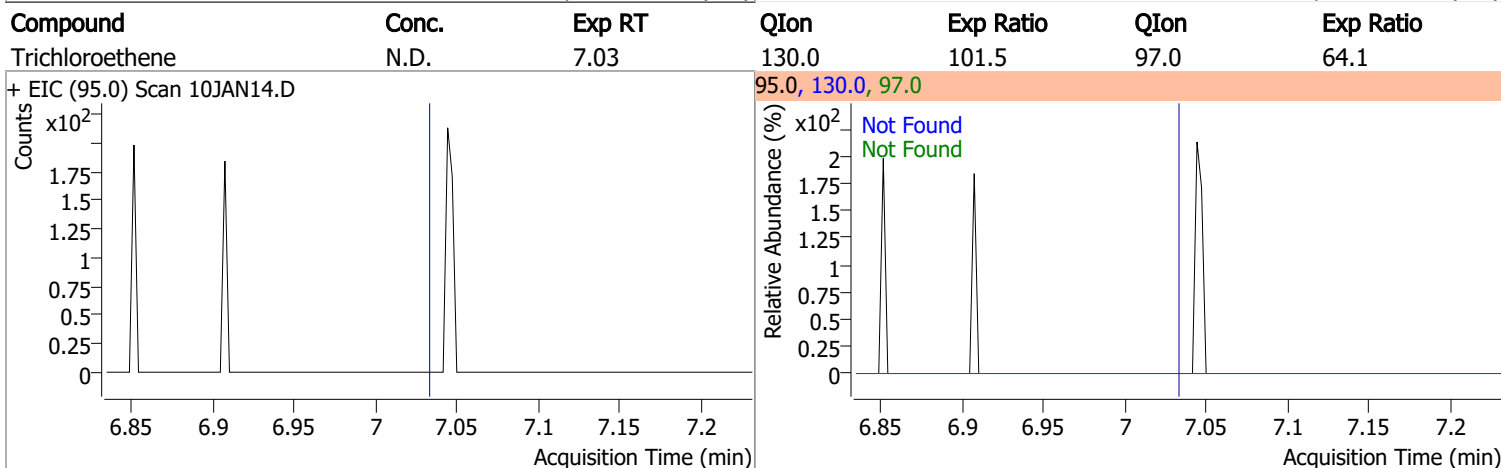 Compound Conc. Exp RT QIon Exp Ratio QIon Exp Ratio
Trichloroethene N.D. 7.03 130.0 101.5 97.0 64.1
+ EIC (95.0) Scan 10JAN14.D
Counts
x10²
1.75
1.5
1.25
1
0.75
0.5
0.25
0
6.85 6.9 6.95 7 7.05 7.1 7.15 7.2
Acquisition Time (min)
95.0, 130.0, 97.0
Relative Abundance (%)
x10²
Not Found
Not Found
2
1.75
1.5
1.25
1
0.75
0.5
0.25
0
6.85 6.9 6.95 7 7.05 7.1 7.15 7.2
Acquisition Time (min)